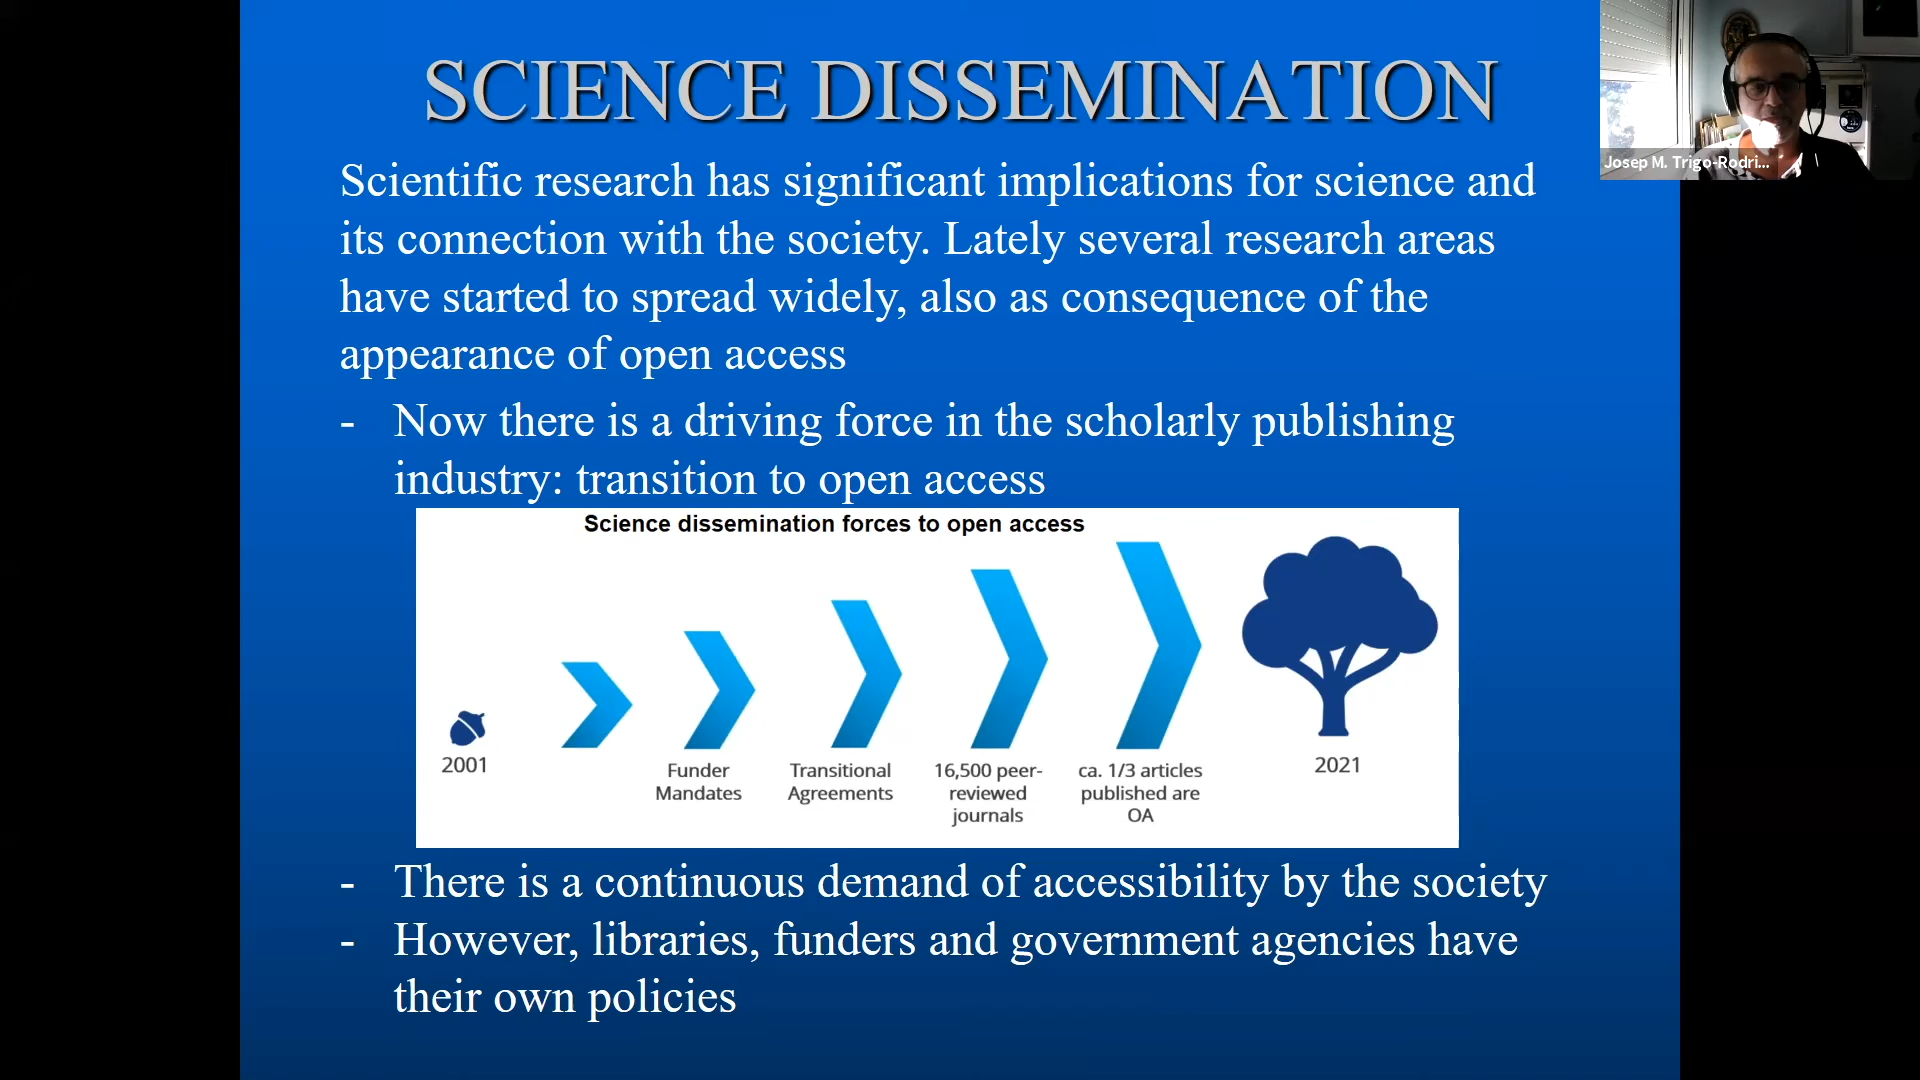 SCIENCE DISSEMINATION
Josep M. Trigo-Rodri...
Scientific research has significant implications for science and
its connection with the society. Lately several research areas
have started to spread widely, also as consequence of the
appearance of open access
- Now there is a driving force in the scholarly publishing
industry: transition to open access
Science dissemination forces to open access
2001
Funder
Mandates
Transitional
Agreements
16,500 peer-
reviewed
journals
ca. 1/3 articles
published are
OA
2021
- There is a continuous demand of accessibility by the society
- However, libraries, funders and government agencies have
their own policies